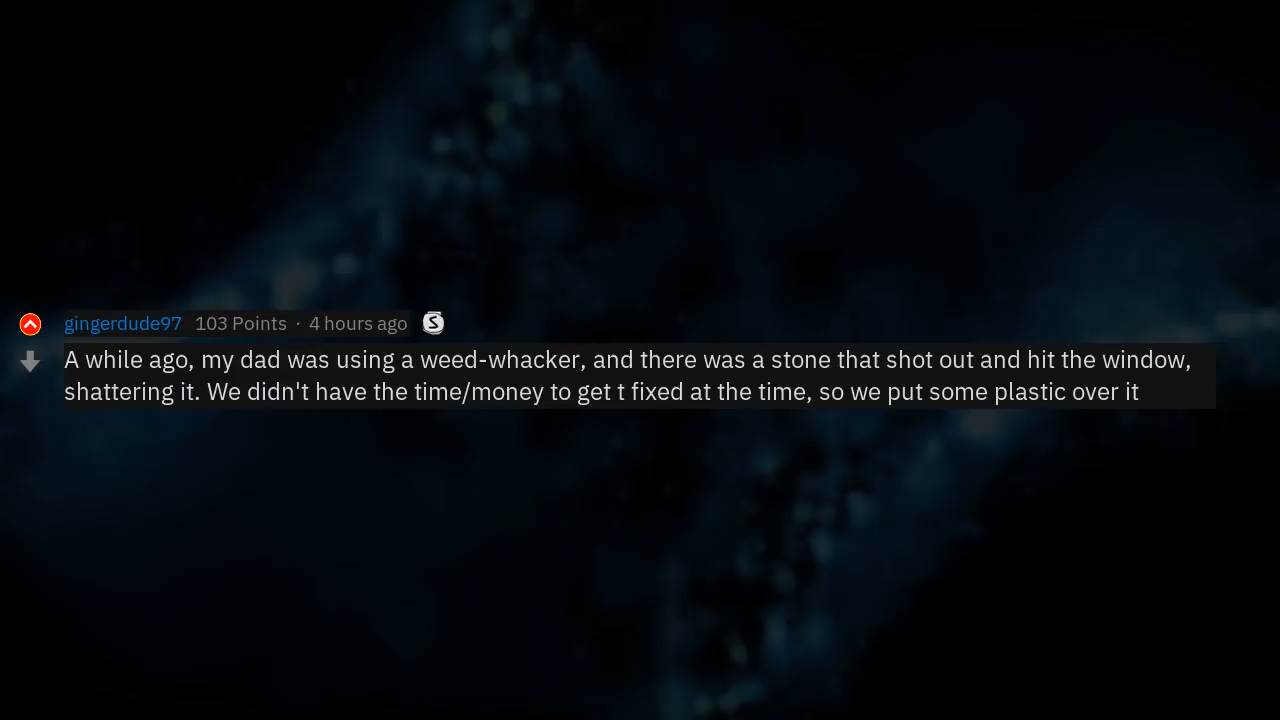 gingerdude97 103 Points · 4 hours ago
A while ago, my dad was using a weed-whacker, and there was a stone that shot out and hit the window,
shattering it. We didn't have the time/money to get t fixed at the time, so we put some plastic over it